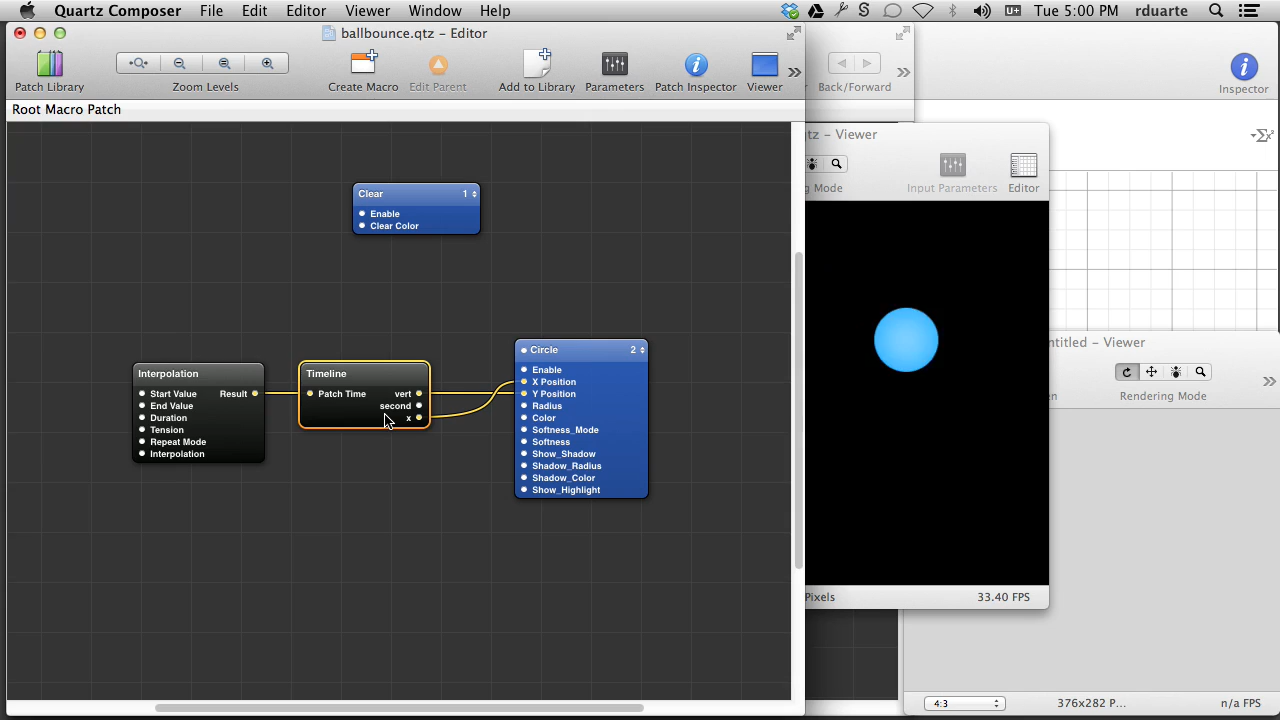 Quartz Composer File Edit Editor Viewer Window Help
Tue 5:00 PM rduarte
ballbounce.qtz – Editor
Patch Library
Zoom Levels
Create Macro
Edit Parent
Add to Library
Parameters
Patch Inspector
Viewer
Back/Forward
Inspector
Root Macro Patch
Clear 1
Enable
Clear Color
Interpolation
Start Value Result
End Value
Duration
Tension
Repeat Mode
Interpolation
Timeline
Patch Time vert
second
x
Circle 2
Enable
X Position
Y Position
Radius
Color
Softness_Mode
Softness
Show_Shadow
Shadow_Radius
Shadow_Color
Show_Highlight
tz – Viewer
g Mode
Input Parameters
Editor
Pixels
33.40 FPS
Σx²
ntitled – Viewer
en
Rendering Mode
4:3
376x282 P...
n/a FPS